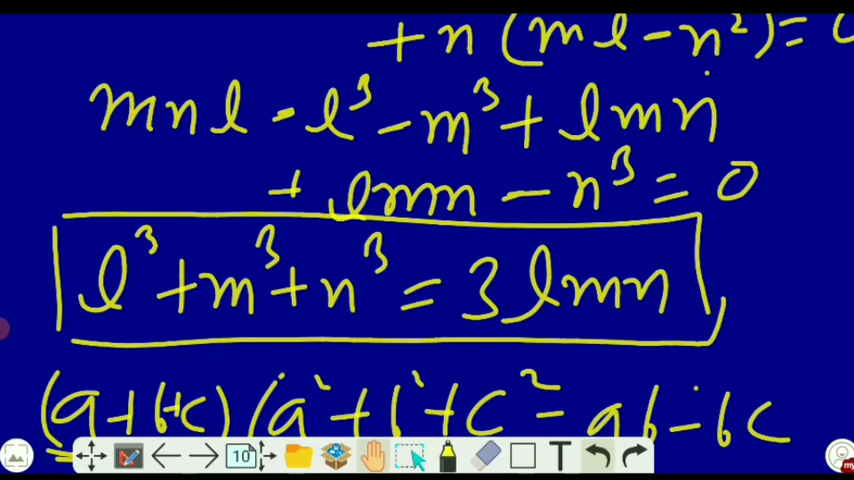 + n (ml - n²) = 0
mnl - l³ - m³ + lmn
+ lmn - n³ = 0
l³ + m³ + n³ = 3lmn
(a+b+c) (a² + b² + c² - ab - bc
10
T
my